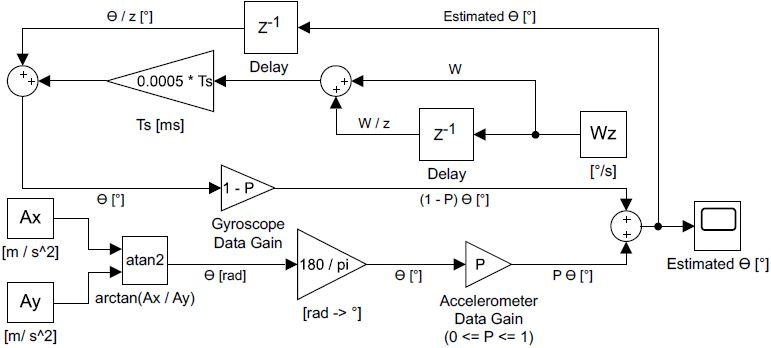 Ө / z [°]
Z-1
Estimated Ө [°]
Delay
+
+
0.0005 * Ts
Ts [ms]
+
+
W
W / z
Z-1
Delay
Wz
[°/s]
Ө [°]
1 - P
Gyroscope
Data Gain
(1 - P) Ө [°]
Ax
[m / s^2]
Ay
[m/ s^2]
atan2
arctan(Ax / Ay)
Ө [rad]
180 / pi
[rad -> °]
Ө [°]
P
Accelerometer
Data Gain
(0 <= P <= 1)
P Ө [°]
+
+
Estimated Ө [°]